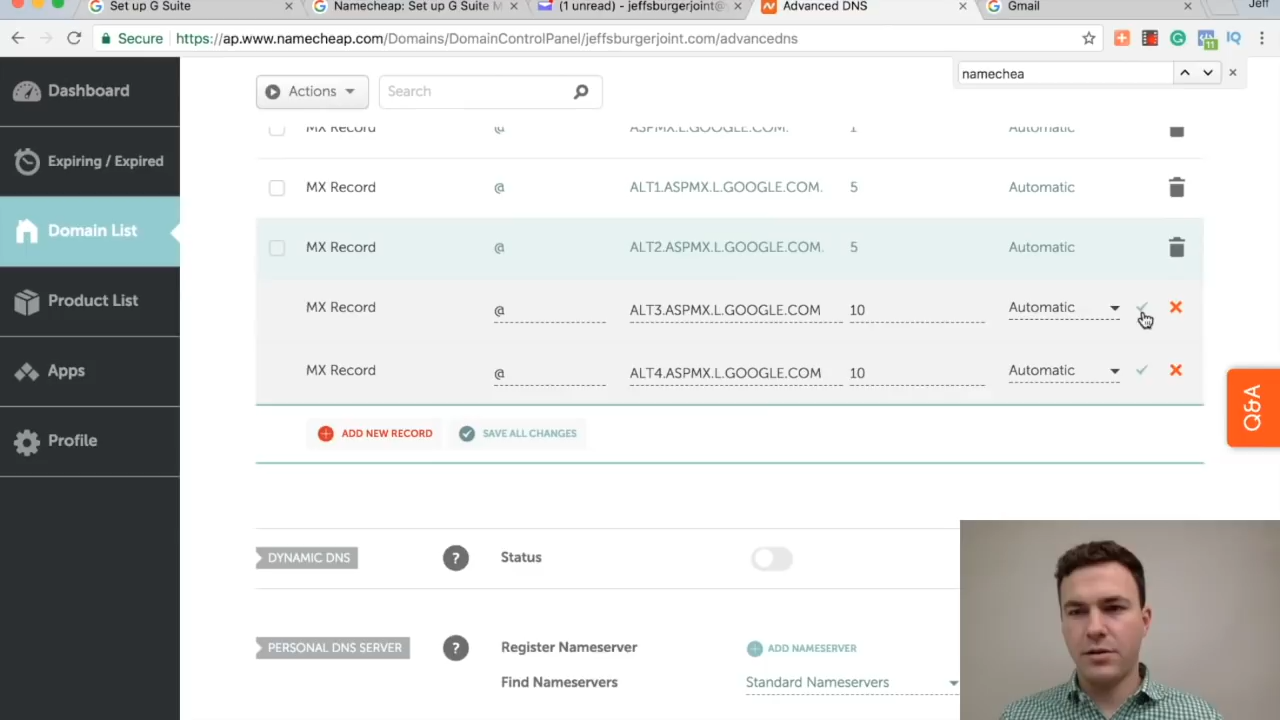 Set up G Suite
Namecheap: Set up G Suite M
(1 unread) - jeffsburgerjoint@
Advanced DNS
Gmail
Jeff
Secure https://ap.www.namecheap.com/Domains/DomainControlPanel/jeffsburgerjoint.com/advancedns
11
namechea
Dashboard
Expiring / Expired
Domain List
Product List
Apps
Profile
Actions
Search
MX Record @ ASPMX.L.GOOGLE.COM. 1 Automatic
MX Record @ ALT1.ASPMX.L.GOOGLE.COM. 5 Automatic
MX Record @ ALT2.ASPMX.L.GOOGLE.COM. 5 Automatic
MX Record @ ALT3.ASPMX.L.GOOGLE.COM 10 Automatic
MX Record @ ALT4.ASPMX.L.GOOGLE.COM 10 Automatic
ADD NEW RECORD SAVE ALL CHANGES
Q&A
DYNAMIC DNS ? Status
PERSONAL DNS SERVER ? Register Nameserver ADD NAMESERVER
Find Nameservers Standard Nameservers